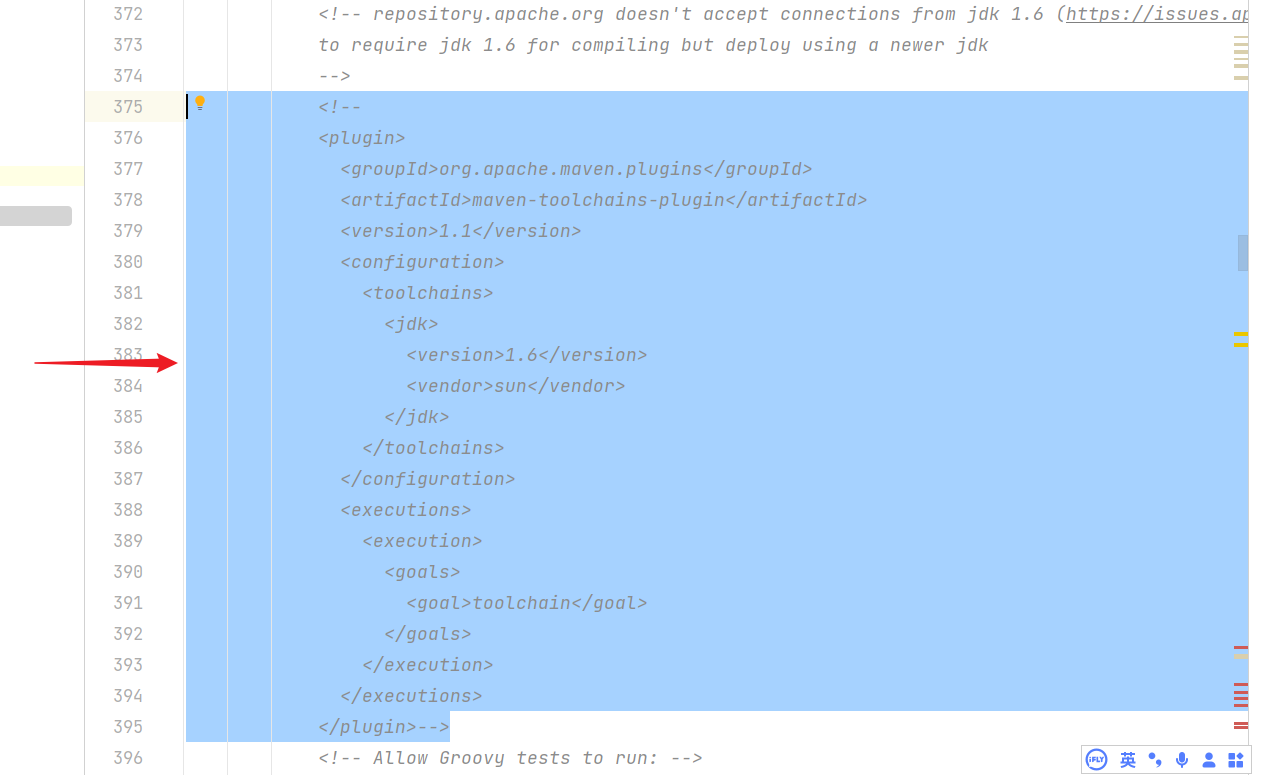 372 <!-- repository.apache.org doesn't accept connections from jdk 1.6 (https://issues.ap
373 to require jdk 1.6 for compiling but deploy using a newer jdk
374 -->
375 <!--
376 <plugin>
377 <groupId>org.apache.maven.plugins</groupId>
378 <artifactId>maven-toolchains-plugin</artifactId>
379 <version>1.1</version>
380 <configuration>
381 <toolchains>
382 <jdk>
383 <version>1.6</version>
384 <vendor>sun</vendor>
385 </jdk>
386 </toolchains>
387 </configuration>
388 <executions>
389 <execution>
390 <goals>
391 <goal>toolchain</goal>
392 </goals>
393 </execution>
394 </executions>
395 </plugin>-->
396 <!-- Allow Groovy tests to run: -->
iFLY 英